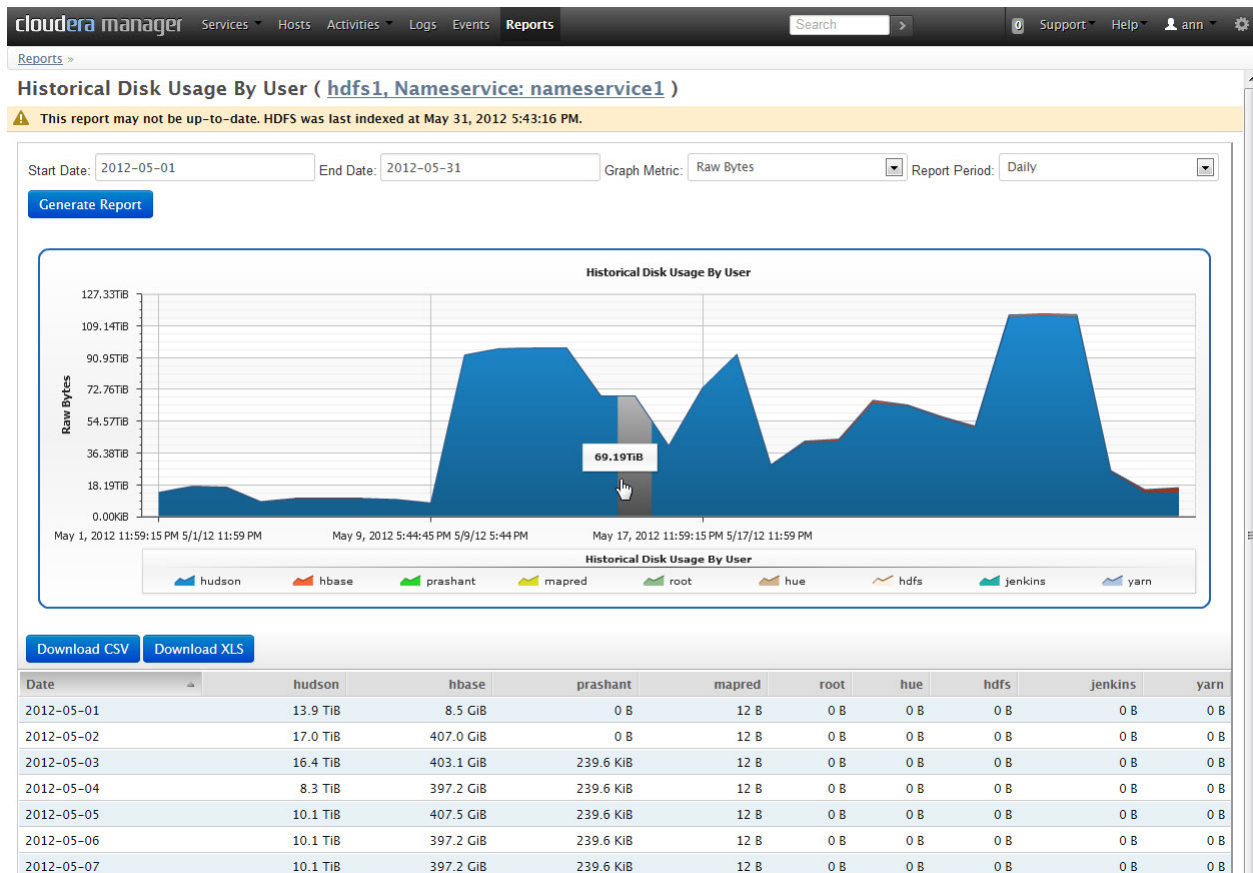 cloudera manager Services Hosts Activities Logs Events Reports Search > 0 Support Help ann
Reports »
Historical Disk Usage By User ( hdfs1, Nameservice: nameservice1 )
This report may not be up-to-date. HDFS was last indexed at May 31, 2012 5:43:16 PM.
Start Date: 2012-05-01 End Date: 2012-05-31 Graph Metric: Raw Bytes Report Period: Daily
Generate Report
Historical Disk Usage By User
127.33TiB
109.14TiB
90.95TiB
72.76TiB
54.57TiB
36.38TiB
18.19TiB
0.00KiB
Raw Bytes
69.19TiB
May 1, 2012 11:59:15 PM 5/1/12 11:59 PM May 9, 2012 5:44:45 PM 5/9/12 5:44 PM May 17, 2012 11:59:15 PM 5/17/12 11:59 PM
Historical Disk Usage By User
hudson hbase prashant mapred root hue hdfs jenkins yarn
Download CSV Download XLS
Date hudson hbase prashant mapred root hue hdfs jenkins yarn
2012-05-01 13.9 TiB 8.5 GiB 0 B 12 B 0 B 0 B 0 B 0 B 0 B
2012-05-02 17.0 TiB 407.0 GiB 0 B 12 B 0 B 0 B 0 B 0 B 0 B
2012-05-03 16.4 TiB 403.1 GiB 239.6 KiB 12 B 0 B 0 B 0 B 0 B 0 B
2012-05-04 8.3 TiB 397.2 GiB 239.6 KiB 12 B 0 B 0 B 0 B 0 B 0 B
2012-05-05 10.1 TiB 407.5 GiB 239.6 KiB 12 B 0 B 0 B 0 B 0 B 0 B
2012-05-06 10.1 TiB 397.2 GiB 239.6 KiB 12 B 0 B 0 B 0 B 0 B 0 B
2012-05-07 10.1 TiB 397.2 GiB 239.6 KiB 12 B 0 B 0 B 0 B 0 B 0 B